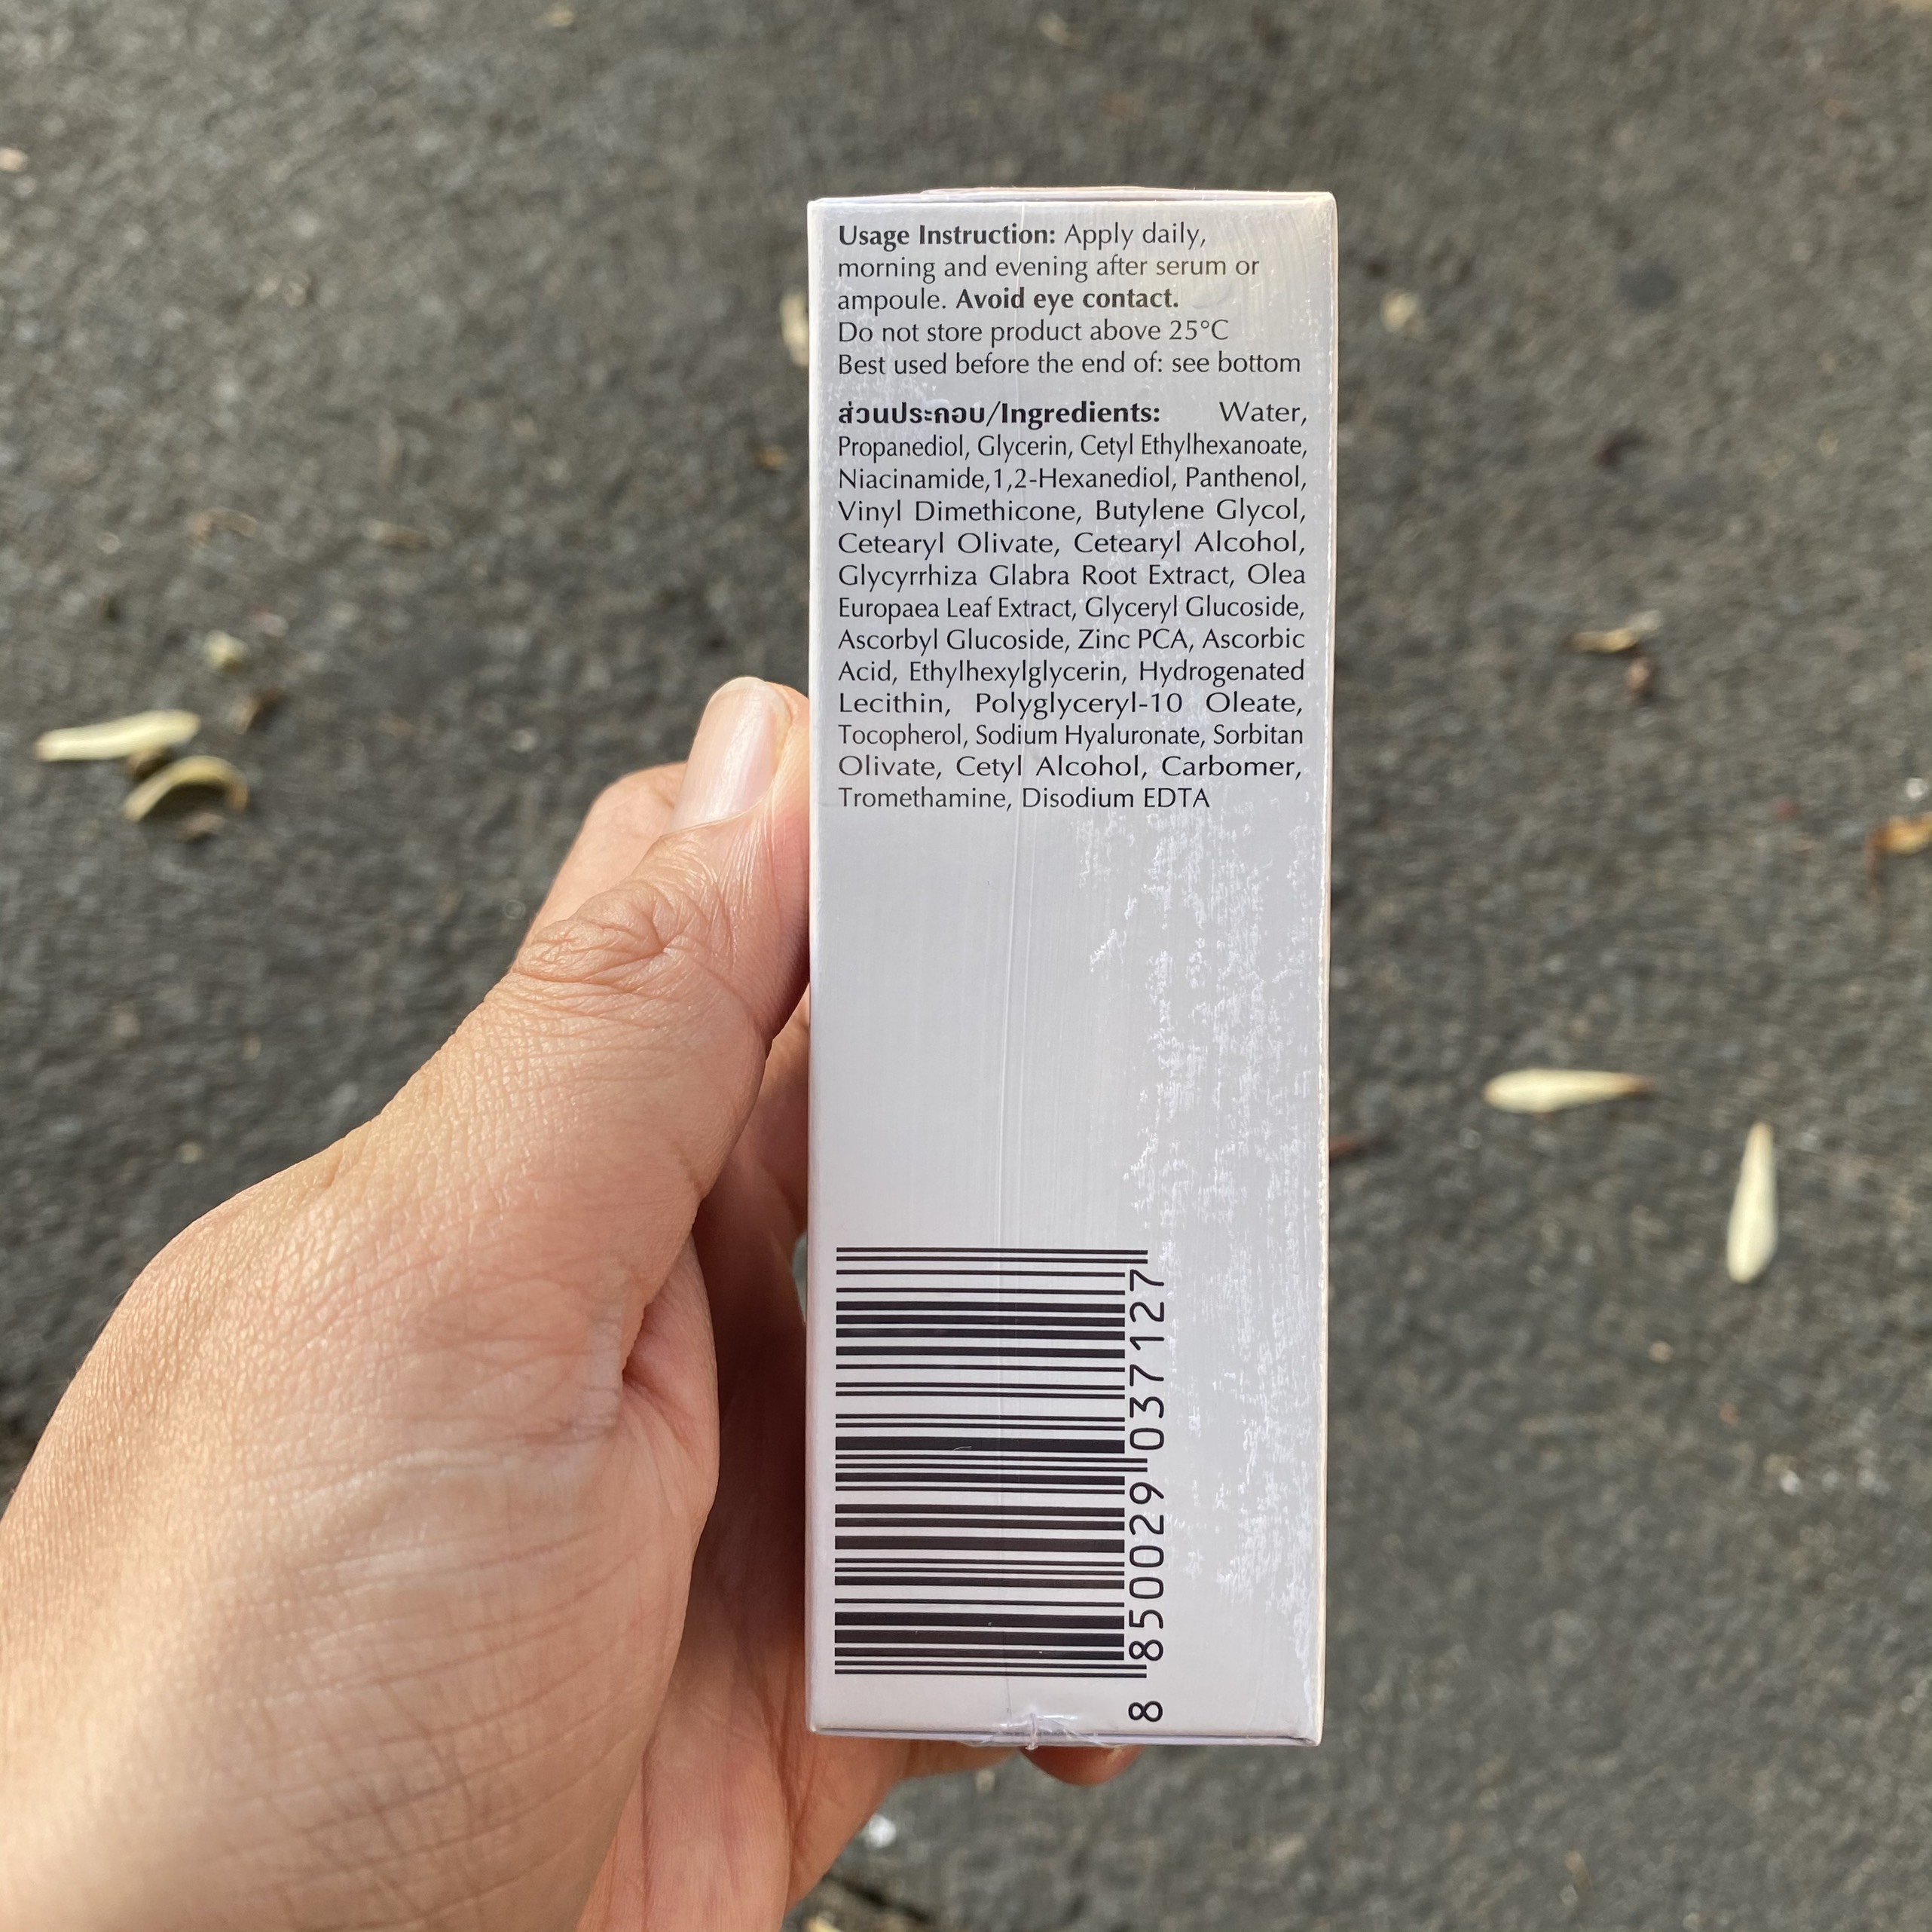 Usage Instruction: Apply daily,
morning and evening after serum or
ampoule. Avoid eye contact.
Do not store product above 25°C
Best used before the end of: see bottom
ส่วนประกอบ/Ingredients: Water,
Propanediol, Glycerin, Cetyl Ethylhexanoate,
Niacinamide,1,2-Hexanediol, Panthenol,
Vinyl Dimethicone, Butylene Glycol,
Cetearyl Olivate, Cetearyl Alcohol,
Glycyrrhiza Glabra Root Extract, Olea
Europaea Leaf Extract, Glyceryl Glucoside,
Ascorbyl Glucoside, Zinc PCA, Ascorbic
Acid, Ethylhexylglycerin, Hydrogenated
Lecithin, Polyglyceryl-10 Oleate,
Tocopherol, Sodium Hyaluronate, Sorbitan
Olivate, Cetyl Alcohol, Carbomer,
Tromethamine, Disodium EDTA
8 850029 037127